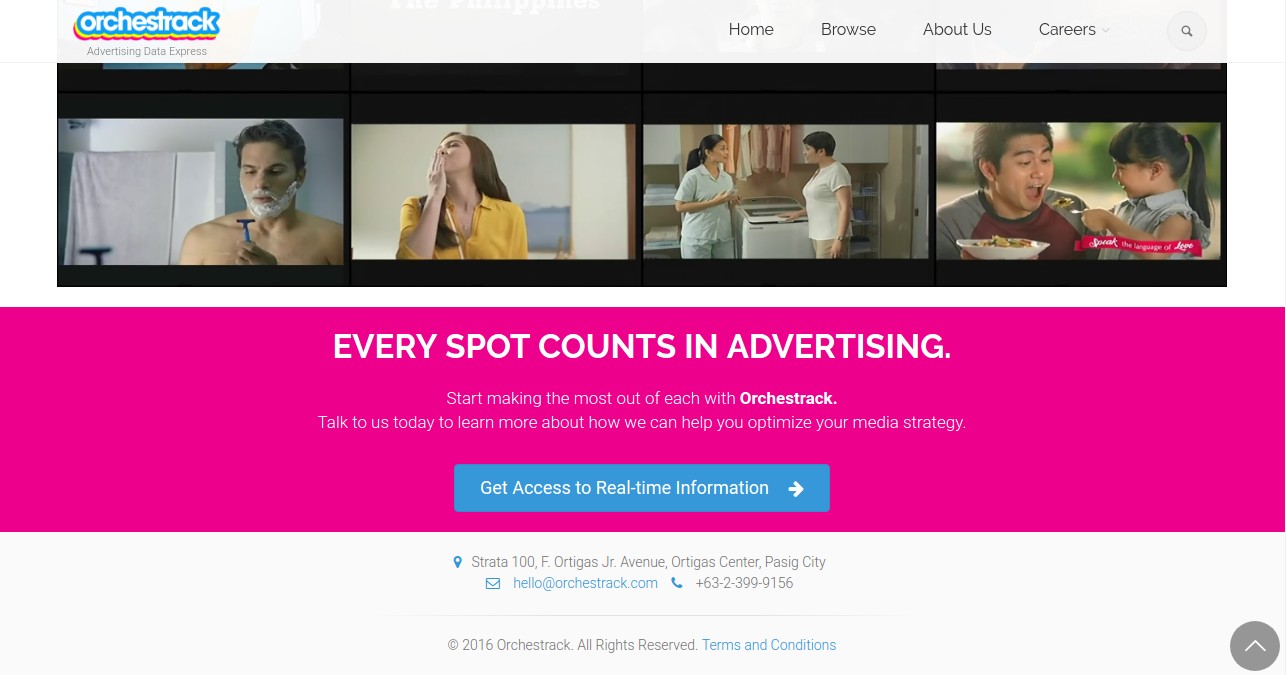 The Philippines
orchestrack
Advertising Data Express
Home
Browse
About Us
Careers
Speak the language of Love
EVERY SPOT COUNTS IN ADVERTISING.
Start making the most out of each with Orchestrack.
Talk to us today to learn more about how we can help you optimize your media strategy.
Get Access to Real-time Information
Strata 100, F. Ortigas Jr. Avenue, Ortigas Center, Pasig City
hello@orchestrack.com +63-2-399-9156
© 2016 Orchestrack. All Rights Reserved. Terms and Conditions